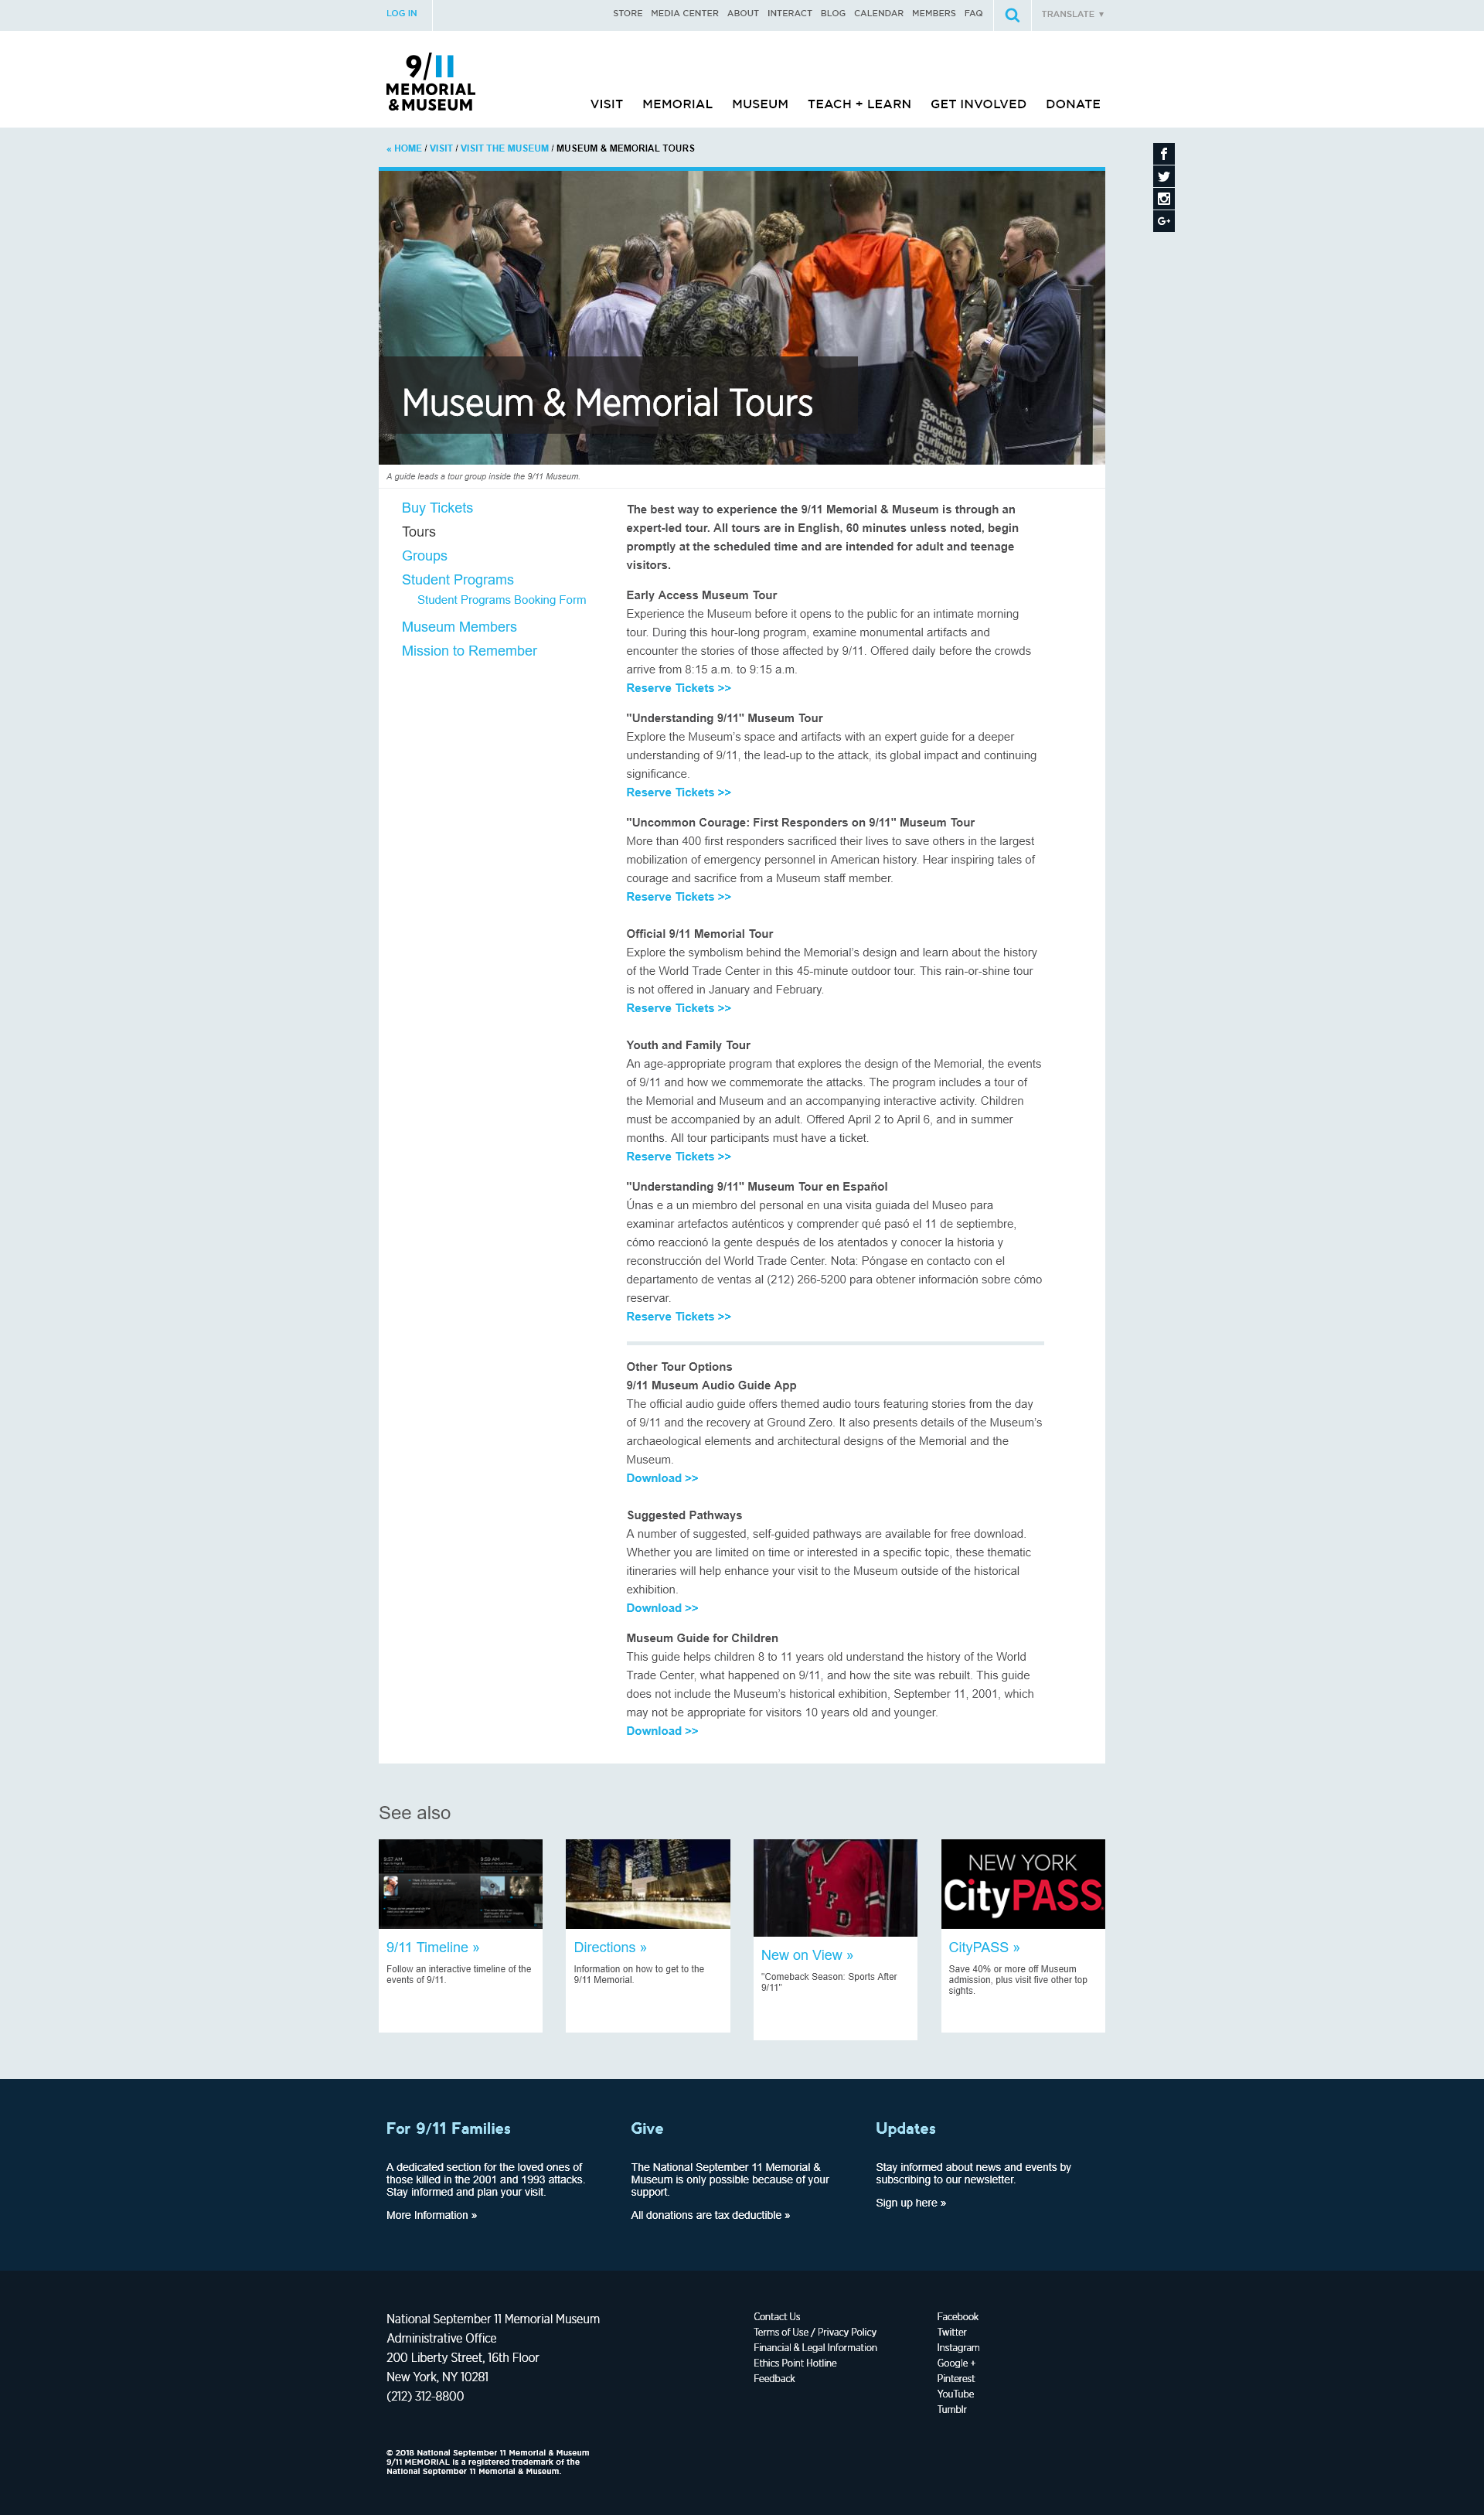 LOG IN
STORE MEDIA CENTER ABOUT INTERACT BLOG CALENDAR MEMBERS FAQ
TRANSLATE ▼
9/11
MEMORIAL
&MUSEUM
VISIT MEMORIAL MUSEUM TEACH + LEARN GET INVOLVED DONATE
« HOME / VISIT / VISIT THE MUSEUM / MUSEUM & MEMORIAL TOURS
Museum & Memorial Tours
A guide leads a tour group inside the 9/11 Museum.
Buy Tickets
Tours
Groups
Student Programs
Student Programs Booking Form
Museum Members
Mission to Remember
The best way to experience the 9/11 Memorial & Museum is through an
expert-led tour. All tours are in English, 60 minutes unless noted, begin
promptly at the scheduled time and are intended for adult and teenage
visitors.
Early Access Museum Tour
Experience the Museum before it opens to the public for an intimate morning
tour. During this hour-long program, examine monumental artifacts and
encounter the stories of those affected by 9/11. Offered daily before the crowds
arrive from 8:15 a.m. to 9:15 a.m.
Reserve Tickets >>
"Understanding 9/11" Museum Tour
Explore the Museum's space and artifacts with an expert guide for a deeper
understanding of 9/11, the lead-up to the attack, its global impact and continuing
significance.
Reserve Tickets >>
"Uncommon Courage: First Responders on 9/11" Museum Tour
More than 400 first responders sacrificed their lives to save others in the largest
mobilization of emergency personnel in American history. Hear inspiring tales of
courage and sacrifice from a Museum staff member.
Reserve Tickets >>
Official 9/11 Memorial Tour
Explore the symbolism behind the Memorial's design and learn about the history
of the World Trade Center in this 45-minute outdoor tour. This rain-or-shine tour
is not offered in January and February.
Reserve Tickets >>
Youth and Family Tour
An age-appropriate program that explores the design of the Memorial, the events
of 9/11 and how we commemorate the attacks. The program includes a tour of
the Memorial and Museum and an accompanying interactive activity. Children
must be accompanied by an adult. Offered April 2 to April 6, and in summer
months. All tour participants must have a ticket.
Reserve Tickets >>
"Understanding 9/11" Museum Tour en Español
Únas e a un miembro del personal en una visita guiada del Museo para
examinar artefactos auténticos y comprender qué pasó el 11 de septiembre,
cómo reaccionó la gente después de los atentados y conocer la historia y
reconstrucción del World Trade Center. Nota: Póngase en contacto con el
departamento de ventas al (212) 266-5200 para obtener información sobre cómo
reservar.
Reserve Tickets >>
Other Tour Options
9/11 Museum Audio Guide App
The official audio guide offers themed audio tours featuring stories from the day
of 9/11 and the recovery at Ground Zero. It also presents details of the Museum's
archaeological elements and architectural designs of the Memorial and the
Museum.
Download >>
Suggested Pathways
A number of suggested, self-guided pathways are available for free download.
Whether you are limited on time or interested in a specific topic, these thematic
itineraries will help enhance your visit to the Museum outside of the historical
exhibition.
Download >>
Museum Guide for Children
This guide helps children 8 to 11 years old understand the history of the World
Trade Center, what happened on 9/11, and how the site was rebuilt. This guide
does not include the Museum's historical exhibition, September 11, 2001, which
may not be appropriate for visitors 10 years old and younger.
Download >>
See also
NEW YORK
CityPASS
9/11 Timeline »
Follow an interactive timeline of the
events of 9/11.
Directions »
Information on how to get to the
9/11 Memorial.
New on View »
"Comeback Season: Sports After
9/11"
CityPASS »
Save 40% or more off Museum
admission, plus visit five other top
sights.
For 9/11 Families
A dedicated section for the loved ones of
those killed in the 2001 and 1993 attacks.
Stay informed and plan your visit.
More Information »
Give
The National September 11 Memorial &
Museum is only possible because of your
support.
All donations are tax deductible »
Updates
Stay informed about news and events by
subscribing to our newsletter.
Sign up here »
National September 11 Memorial Museum
Administrative Office
200 Liberty Street, 16th Floor
New York, NY 10281
(212) 312-8800
Contact Us
Terms of Use / Privacy Policy
Financial & Legal Information
Ethics Point Hotline
Feedback
Facebook
Twitter
Instagram
Google +
Pinterest
YouTube
Tumblr
© 2018 National September 11 Memorial & Museum
9/11 MEMORIAL is a registered trademark of the
National September 11 Memorial & Museum.